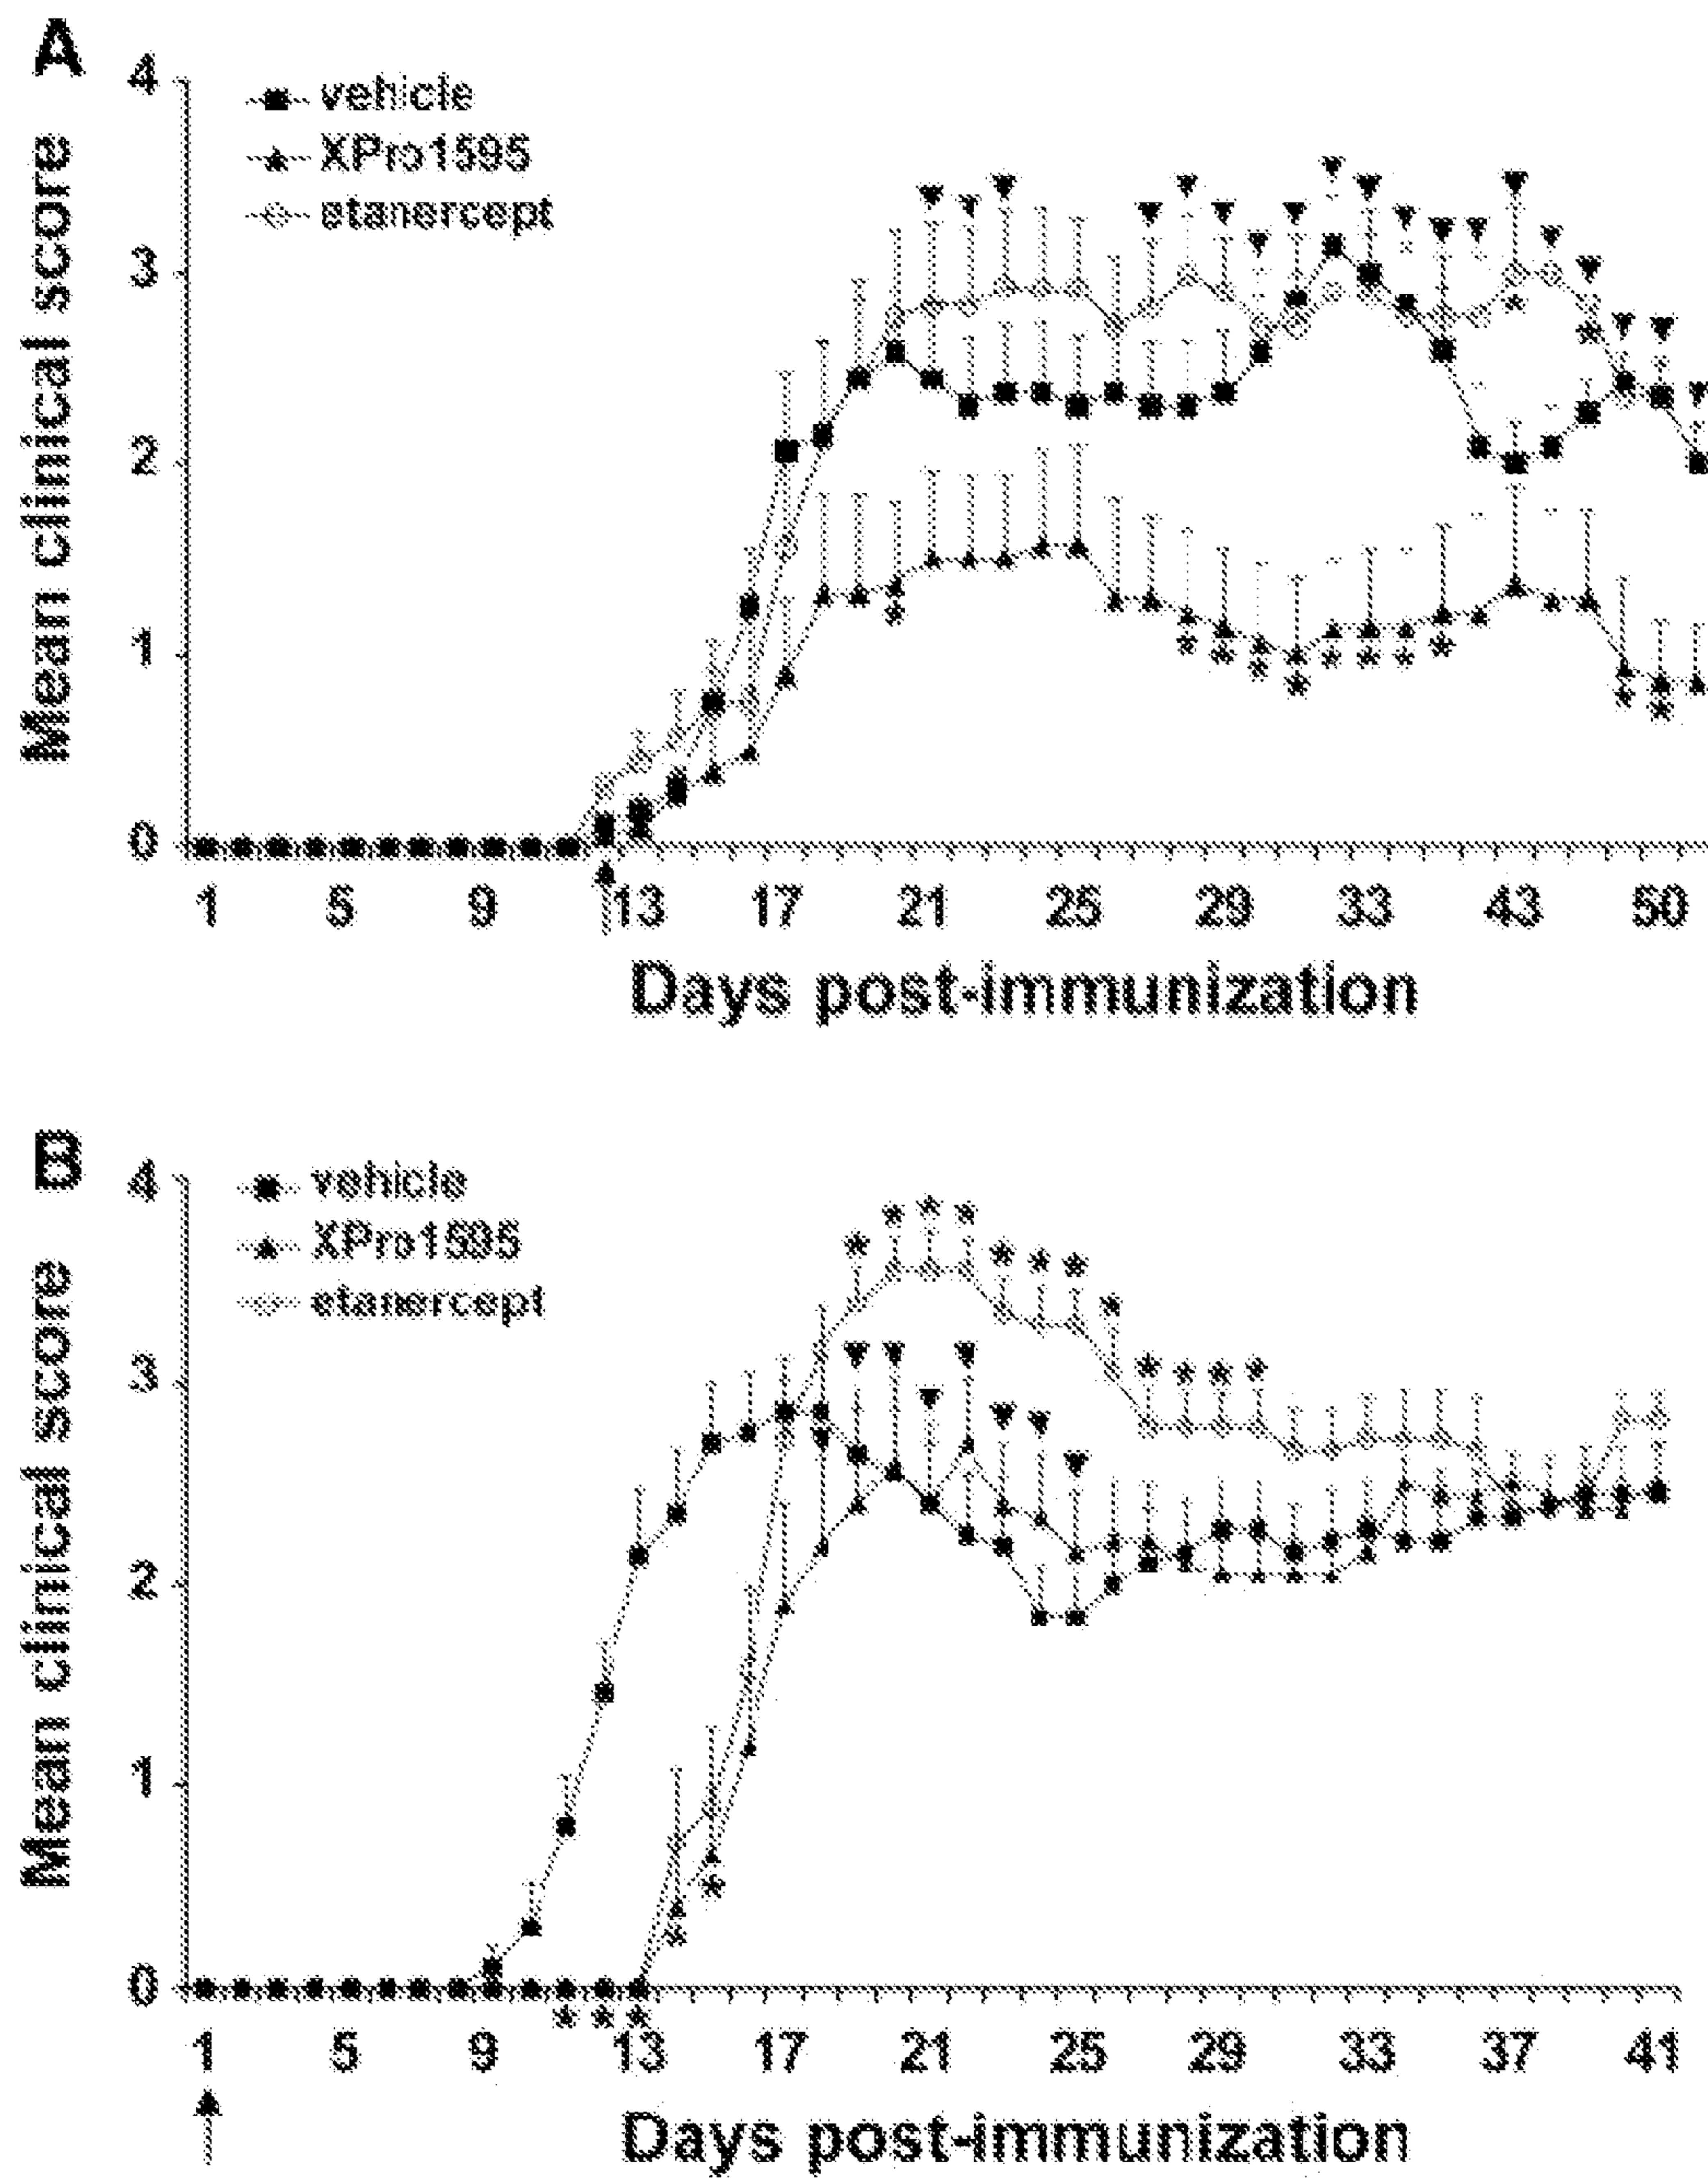 A
Mean clinical score
4
3
2
1
0
vehicle
XPro1595
etanercept
1 5 9 13 17 21 25 29 33 43 50
Days post-immunization
B
Mean clinical score
4
3
2
1
0
vehicle
XPro1595
etanercept
1 5 9 13 17 21 25 29 33 37 41
Days post-immunization